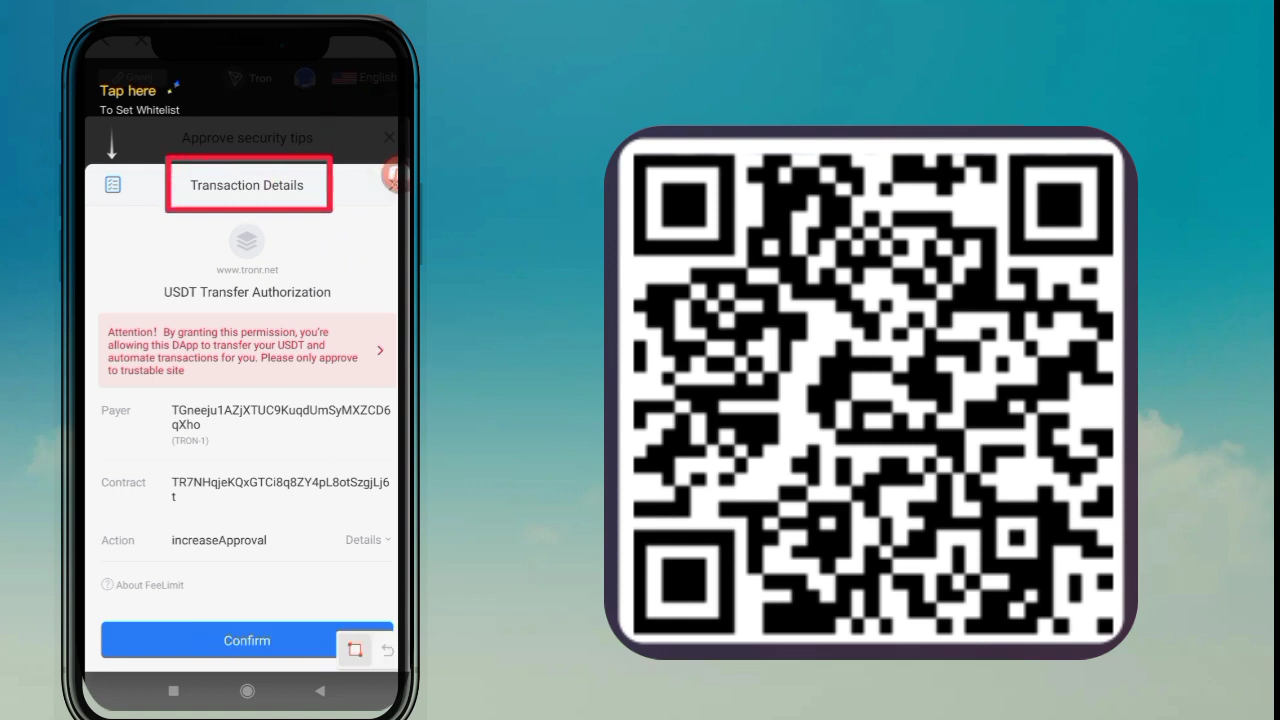 Tron
English
Tap here
To Set Whitelist
Approve security tips
Transaction Details
www.tronr.net
USDT Transfer Authorization
Attention! By granting this permission, you're
allowing this DApp to transfer your USDT and
automate transactions for you. Please only approve
to trustable site
Payer
TGneeju1AZjXTUC9KuqdUmSyMXZCD6
qXho
(TRON-1)
Contract
TR7NHqjeKQxGTCi8q8ZY4pL8otSzgjLj6
t
Action
increaseApproval
Details
About FeeLimit
Confirm